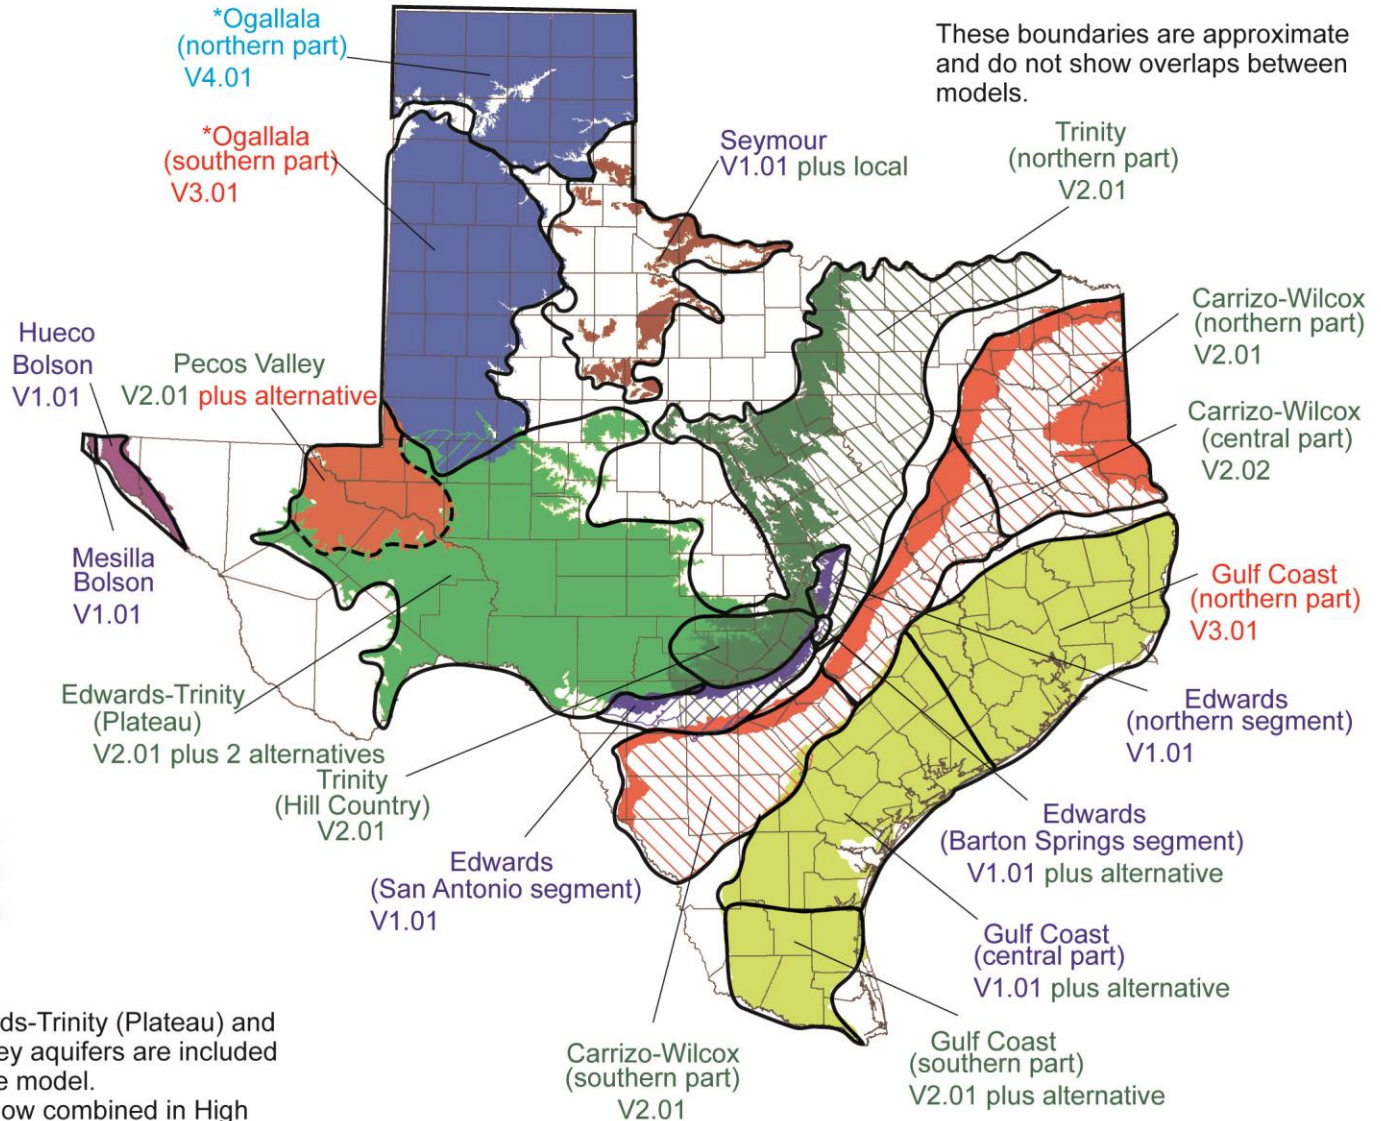 *Ogallala
(northern part)
V4.01
These boundaries are approximate
and do not show overlaps between
models.
*Ogallala
(southern part)
V3.01
Seymour
V1.01 plus local
Trinity
(northern part)
V2.01
Carrizo-Wilcox
(northern part)
V2.01
Hueco
Bolson
V1.01
Pecos Valley
V2.01 plus alternative
Carrizo-Wilcox
(central part)
V2.02
Mesilla
Bolson
V1.01
Gulf Coast
(northern part)
V3.01
Edwards-Trinity
(Plateau)
V2.01 plus 2 alternatives
Edwards
(northern segment)
V1.01
Trinity
(Hill Country)
V2.01
Edwards
(Barton Springs segment)
V1.01 plus alternative
Edwards
(San Antonio segment)
V1.01
Gulf Coast
(central part)
V1.01 plus alternative
Gulf Coast
(southern part)
V2.01 plus alternative
Carrizo-Wilcox
(southern part)
V2.01
ds-Trinity (Plateau) and
ey aquifers are included
e model.
ow combined in High